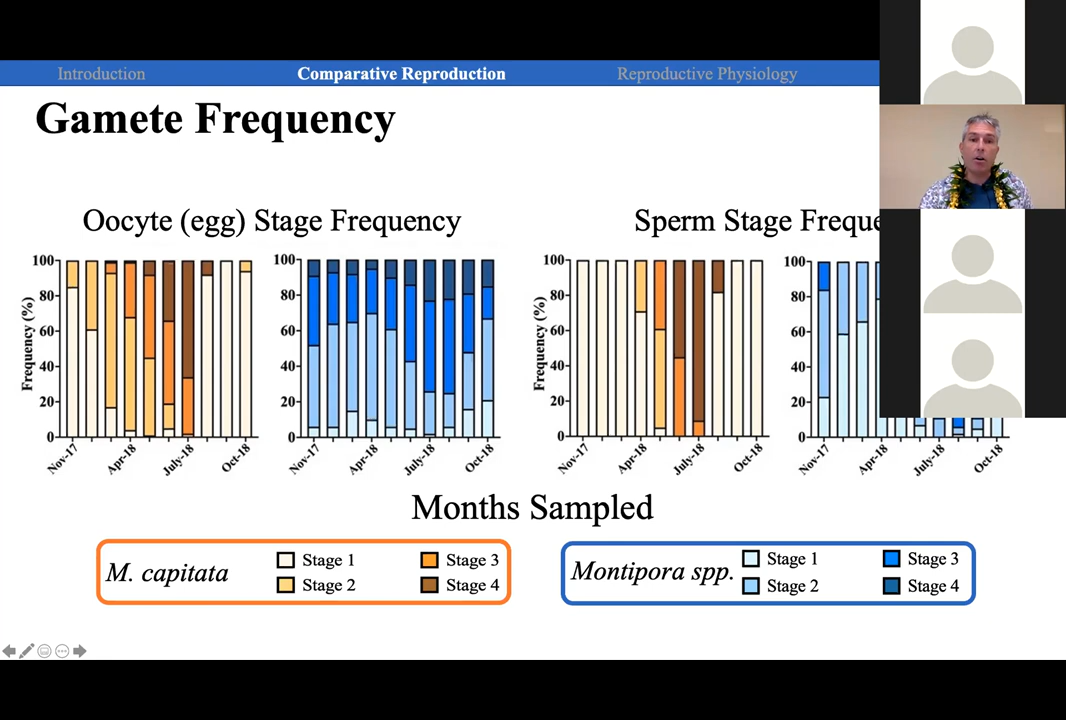 Introduction
Comparative Reproduction
Reproductive Physiology
Gamete Frequency
Oocyte (egg) Stage Frequency
Sperm Stage Freque
100
80
60
40
20
0
Frequency (%)
Nov-17
Apr-18
July-18
Oct-18
100
80
60
40
20
0
Nov-17
Apr-18
July-18
Oct-18
100
80
60
40
20
0
Frequency (%)
Nov-17
Apr-18
July-18
Oct-18
100
80
60
40
20
0
Nov-17
Apr-18
July-18
Oct-18
Months Sampled
M. capitata
Stage 1
Stage 2
Stage 3
Stage 4
Montipora spp.
Stage 1
Stage 2
Stage 3
Stage 4